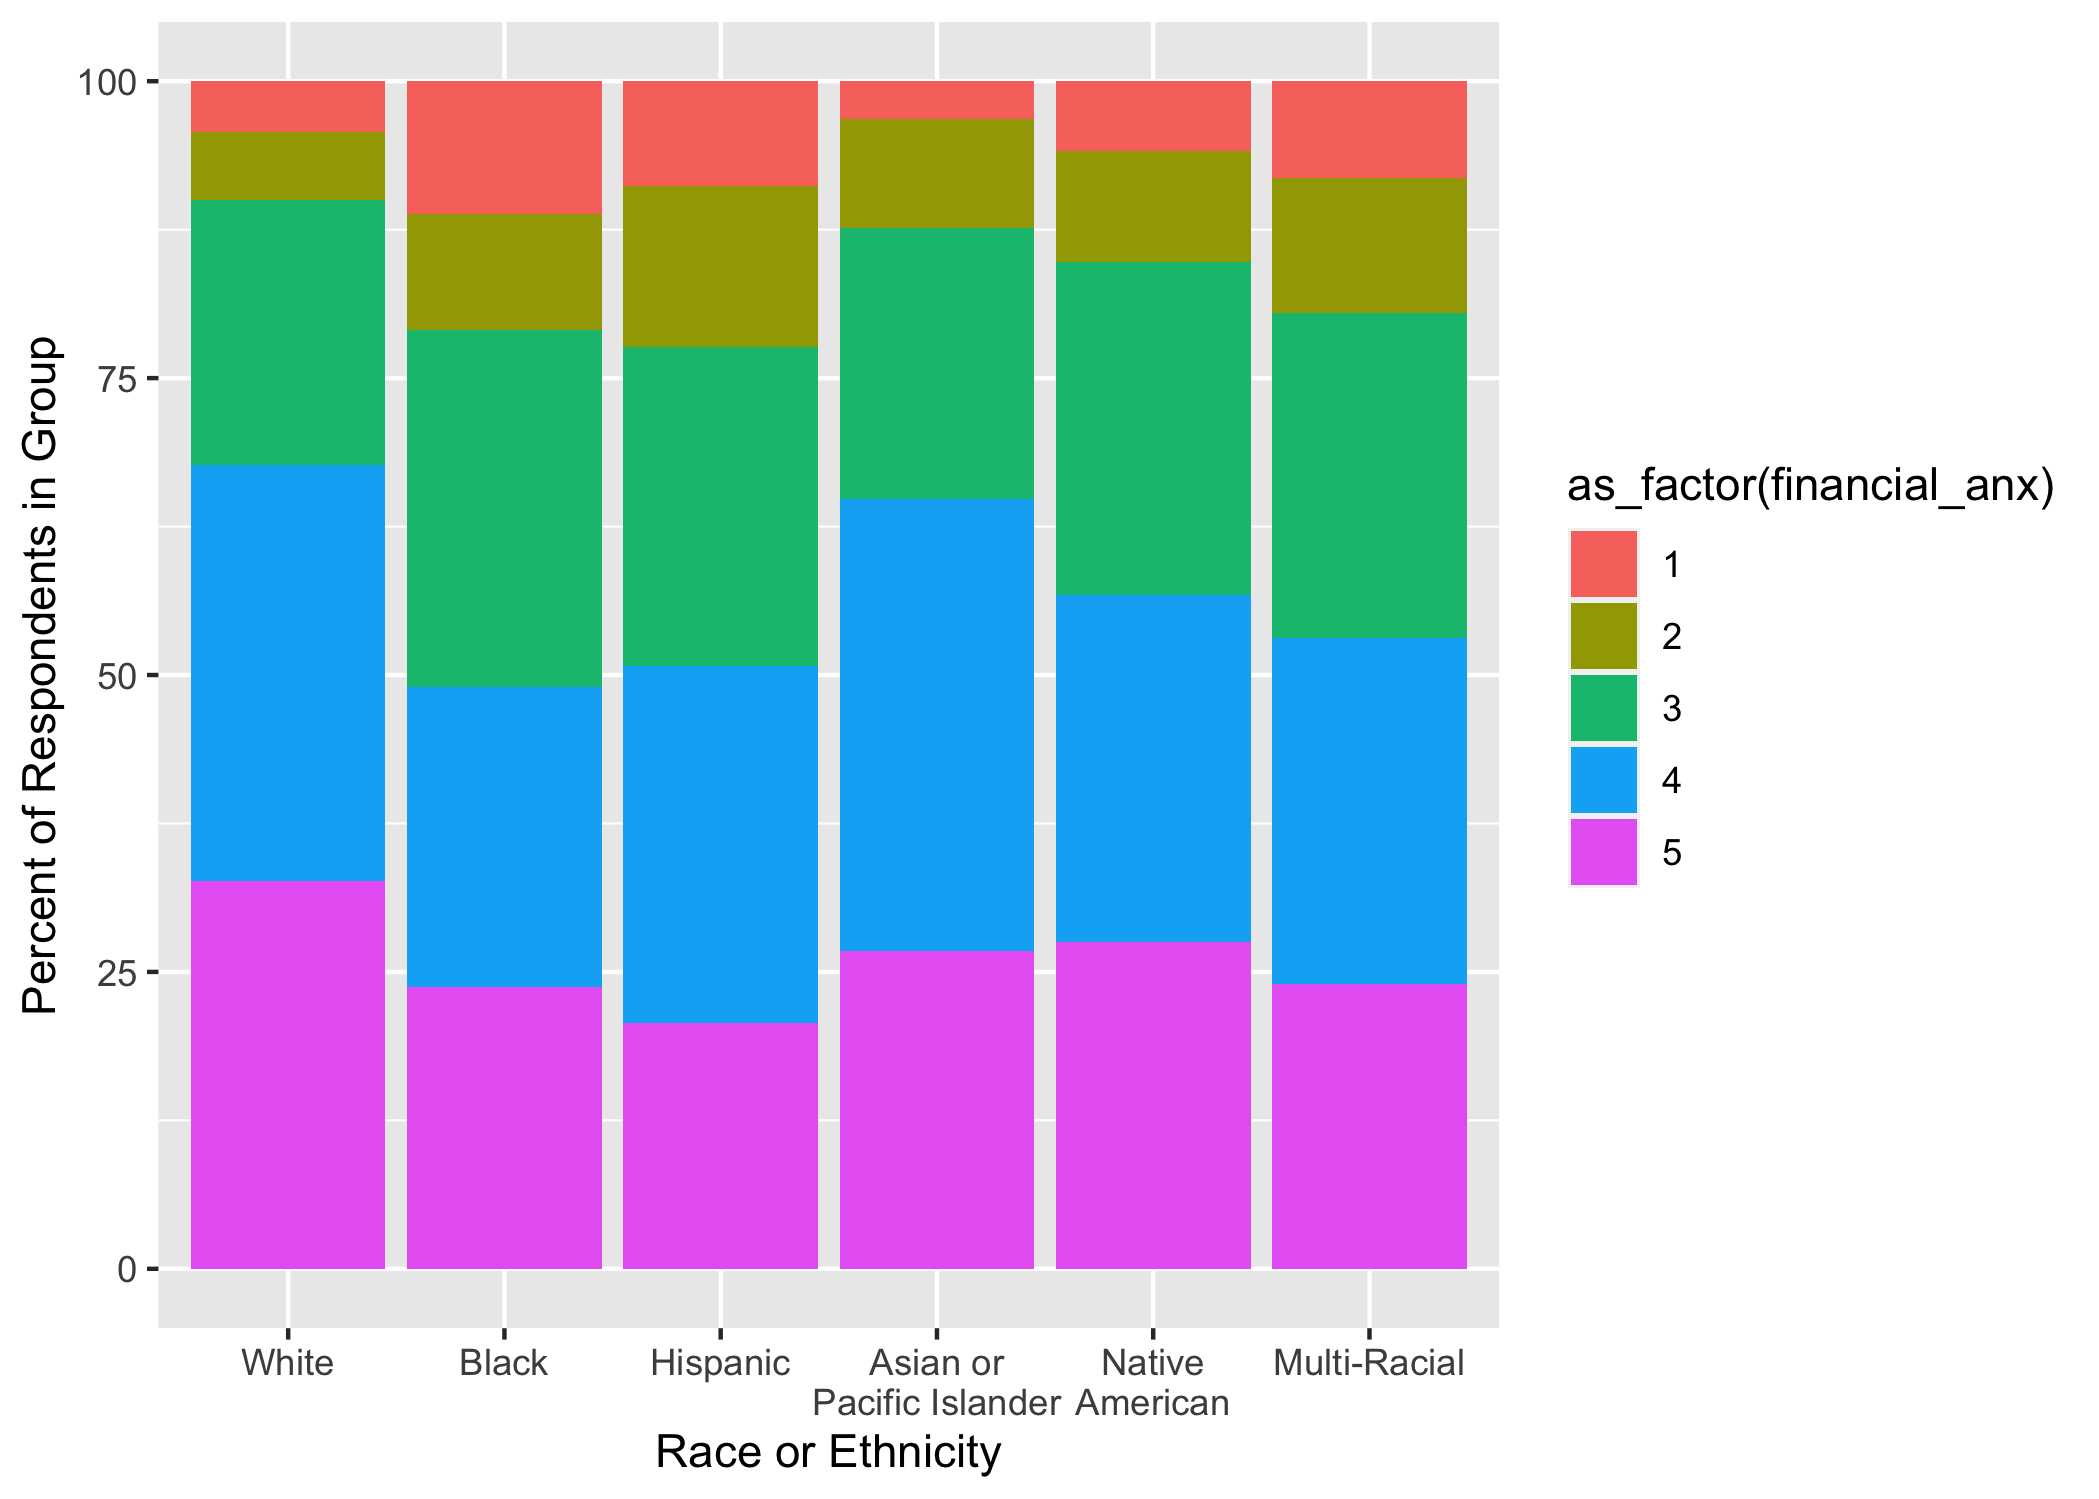 100
75
50
25
0
Percent of Respondents in Group
White
Black
Hispanic
Asian or
Pacific Islander
Native
American
Multi-Racial
Race or Ethnicity
as_factor(financial_anx)
1
2
3
4
5